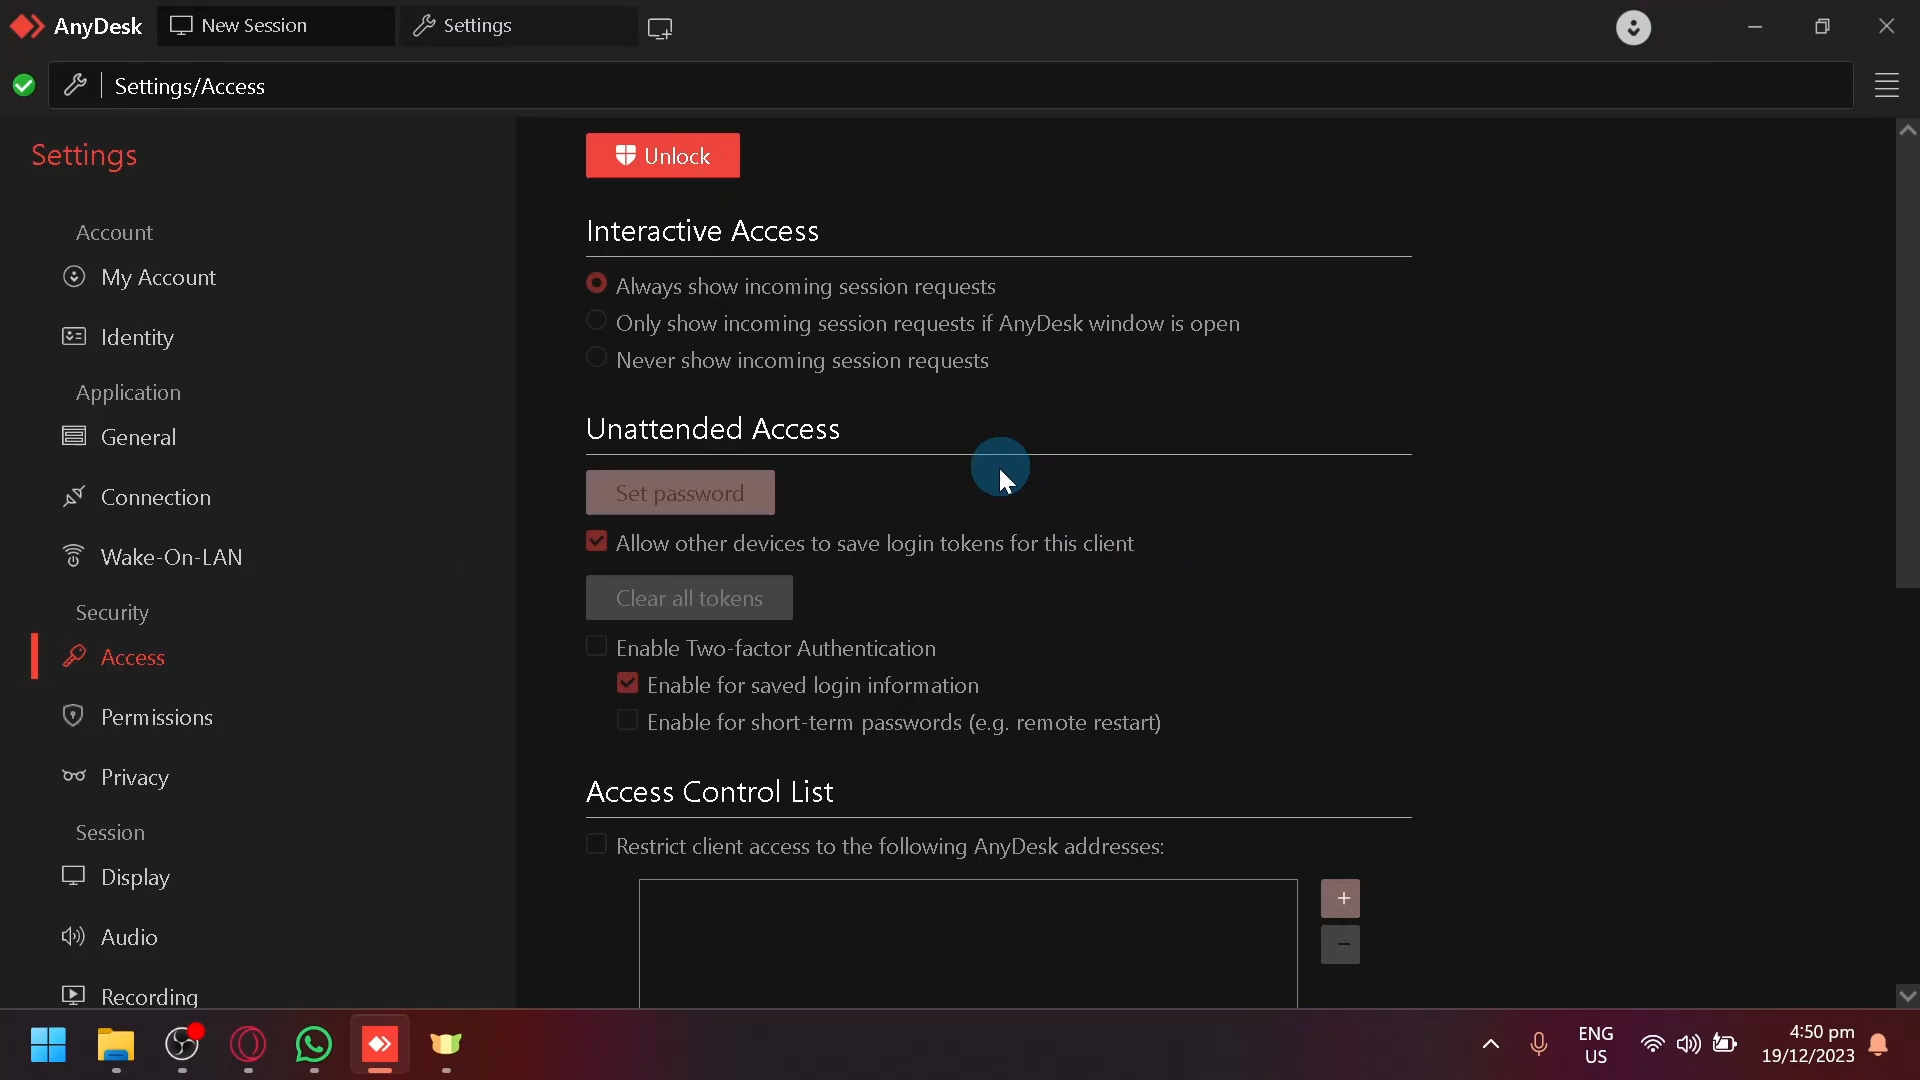 AnyDesk
New Session
Settings
Settings/Access
Settings
Account
My Account
Identity
Application
General
Connection
Wake-On-LAN
Security
Access
Permissions
Privacy
Session
Display
Audio
Recording
Unlock
Interactive Access
Always show incoming session requests
Only show incoming session requests if AnyDesk window is open
Never show incoming session requests
Unattended Access
Set password
Allow other devices to save login tokens for this client
Clear all tokens
Enable Two-factor Authentication
Enable for saved login information
Enable for short-term passwords (e.g. remote restart)
Access Control List
Restrict client access to the following AnyDesk addresses:
+
−
ENG
US
4:50 pm
19/12/2023